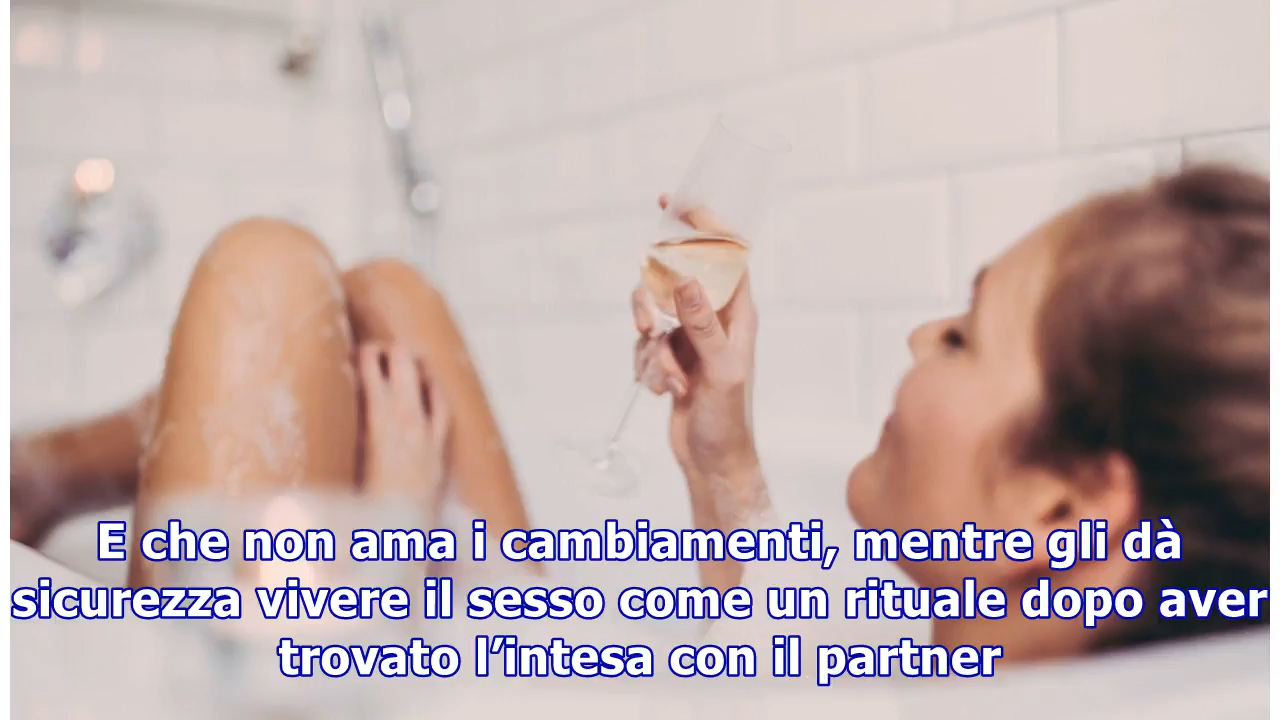 E che non ama i cambiamenti, mentre gli dà
sicurezza vivere il sesso come un rituale dopo aver
trovato l’intesa con il partner